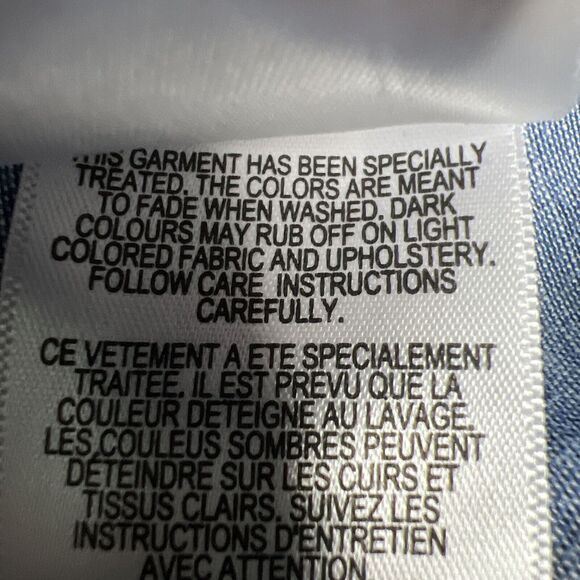 THIS GARMENT HAS BEEN SPECIALLY
TREATED. THE COLORS ARE MEANT
TO FADE WHEN WASHED. DARK
COLOURS MAY RUB OFF ON LIGHT
COLORED FABRIC AND UPHOLSTERY.
FOLLOW CARE INSTRUCTIONS
CAREFULLY.
CE VETEMENT A ETE SPECIALEMENT
TRAITEE. IL EST PREVU QUE LA
COULEUR DETEIGNE AU LAVAGE.
LES COULEUS SOMBRES PEUVENT
DETEINDRE SUR LES CUIRS ET
TISSUS CLAIRS. SUIVEZ LES
INSTRUCTIONS D'ENTRETIEN
AVEC ATTENTION